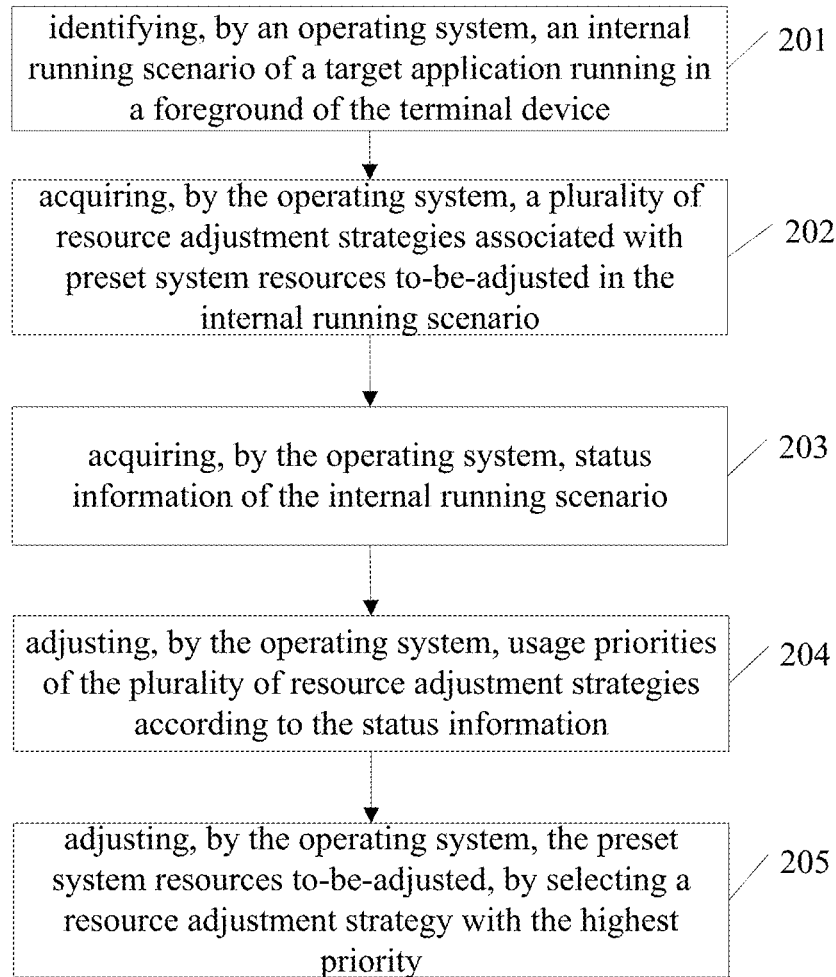 identifying, by an operating system, an internal
running scenario of a target application running in
a foreground of the terminal device
201
acquiring, by the operating system, a plurality of
resource adjustment strategies associated with
preset system resources to-be-adjusted in the
internal running scenario
202
acquiring, by the operating system, status
information of the internal running scenario
203
adjusting, by the operating system, usage priorities
of the plurality of resource adjustment strategies
according to the status information
204
adjusting, by the operating system, the preset
system resources to-be-adjusted, by selecting a
resource adjustment strategy with the highest
priority
205